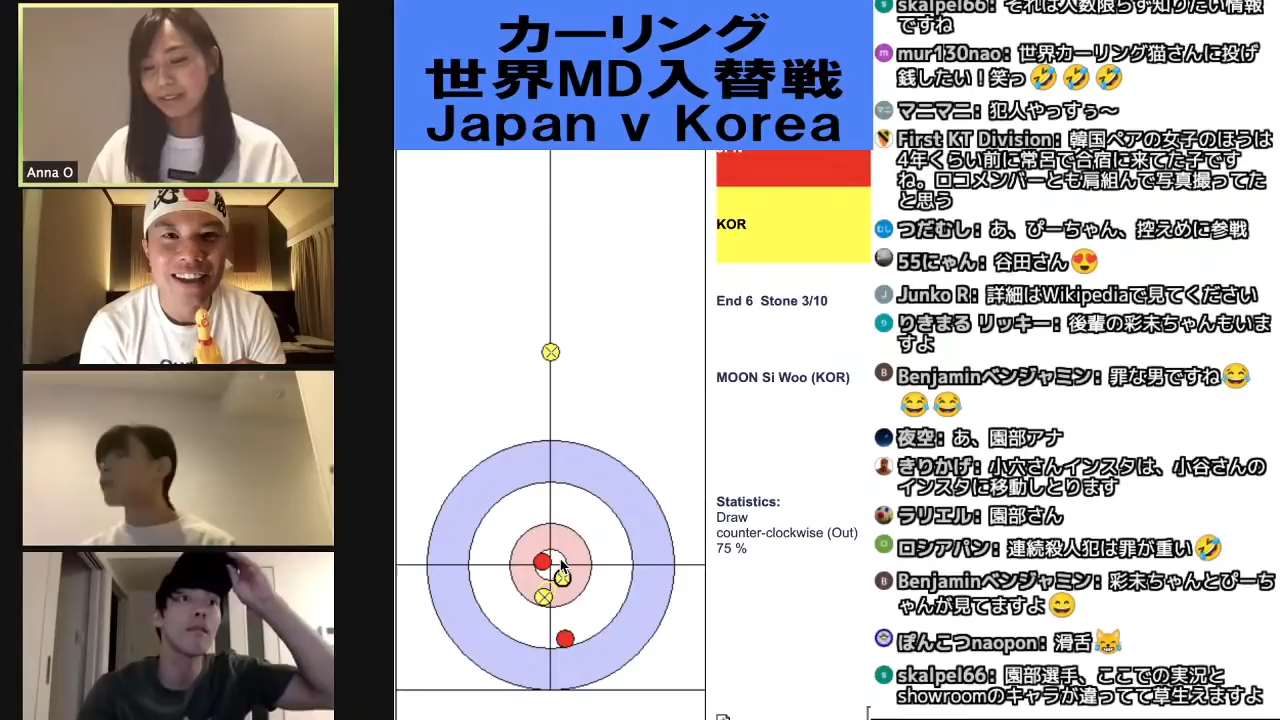 カーリング
世界MD入替戦
Japan v Korea
Anna O
必 勝
KOR
End 6 Stone 3/10
MOON Si Woo (KOR)
Statistics:
Draw
counter-clockwise (Out)
75 %
skalpel66: それは人数限らず知りたい情報
ですね
mur130nao: 世界カーリング猫さんに投げ
銭したい！笑っ🤣🤣🤣
マニマニ: 犯人やっすぅ〜
First KT Division: 韓国ペアの女子のほうは
4年くらい前に常呂で合宿に来てた子です
ね。ロコメンバーとも肩組んで写真撮ってた
と思う
つだむし: あ、ぴーちゃん、控えめに参戦
55にゃん: 谷田さん😍
Junko R: 詳細はWikipediaで見てください
りきまる リッキー: 後輩の彩未ちゃんもいま
すよ
Benjaminベンジャミン: 罪な男ですね😂
😂😂
夜空: あ、園部アナ
きりかげ: 小六さんインスタは、小谷さんの
インスタに移動しとります
ラリエル: 園部さん
ロシアパン: 連続殺人犯は罪が重い🤣
Benjaminベンジャミン: 彩未ちゃんとぴーち
ゃんが見てますよ😄
ぽんこつnaopon: 滑舌😹
skalpel66: 園部選手、ここでの実況と
showroomのキャラが違ってて草生えますよ